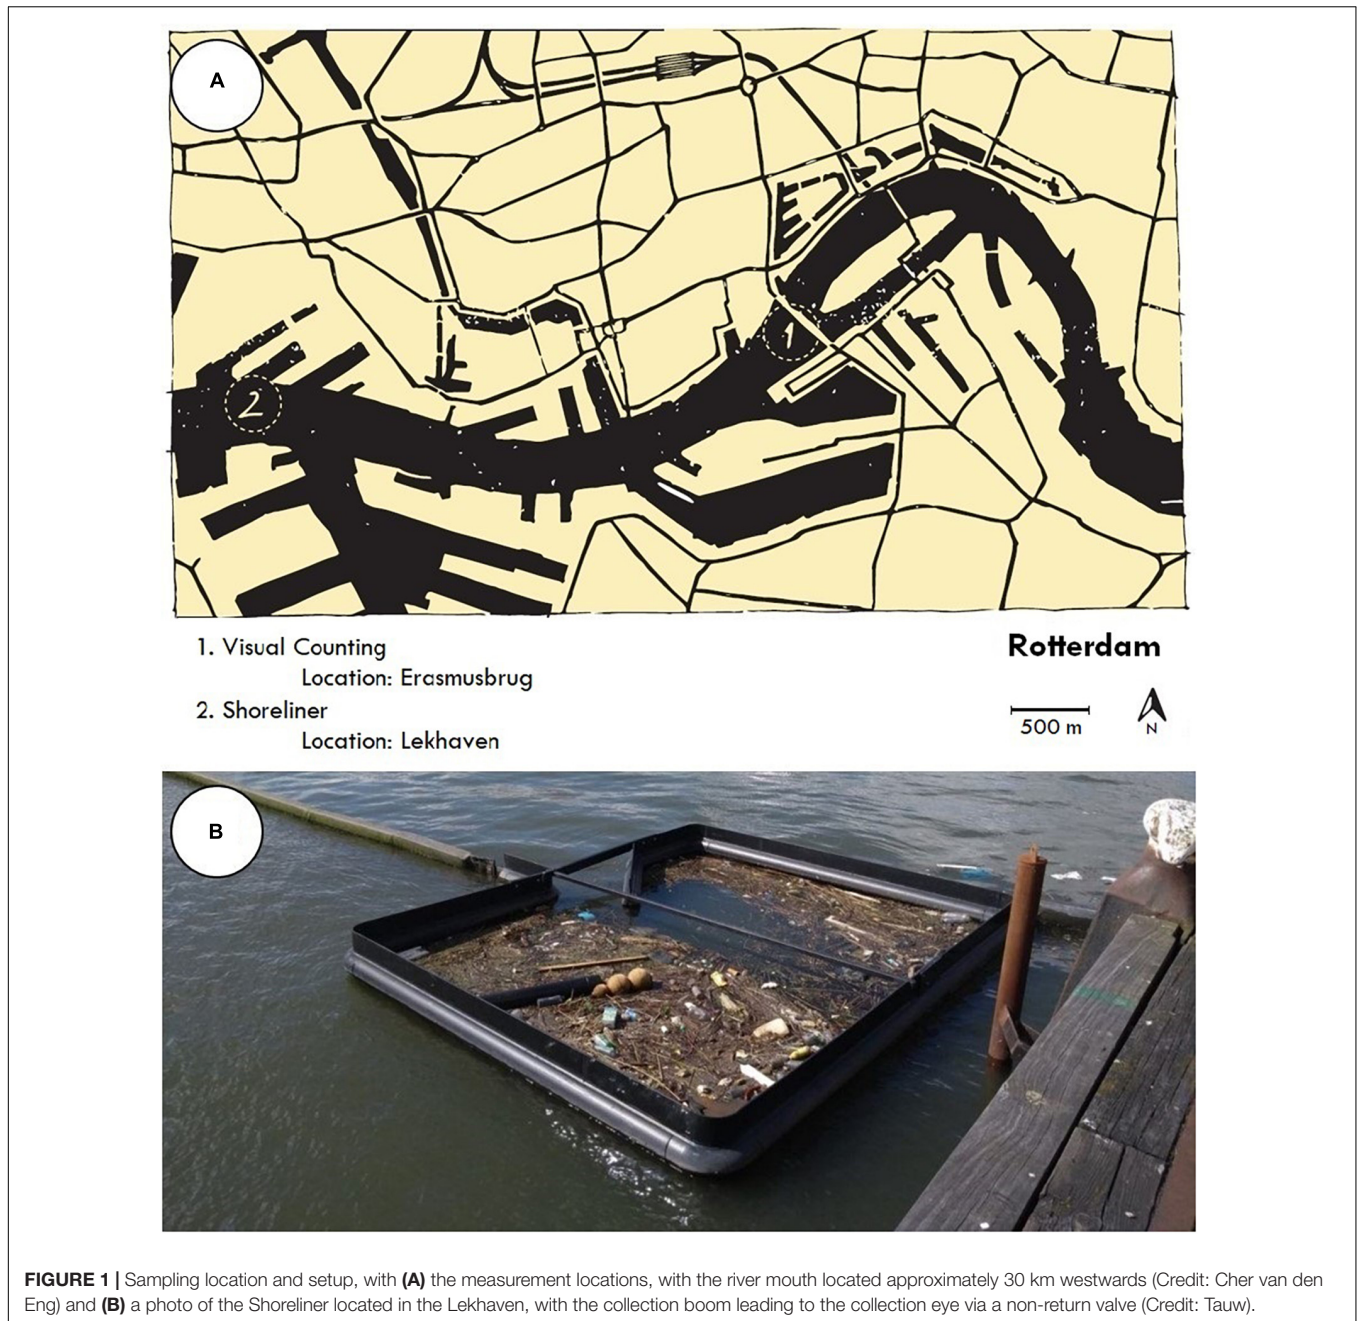 A
1
2
1. Visual Counting
Location: Erasmusbrug
2. Shoreliner
Location: Lekhaven
Rotterdam
500 m
N
B
FIGURE 1 | Sampling location and setup, with (A) the measurement locations, with the river mouth located approximately 30 km westwards (Credit: Cher van den
Eng) and (B) a photo of the Shoreliner located in the Lekhaven, with the collection boom leading to the collection eye via a non-return valve (Credit: Tauw).